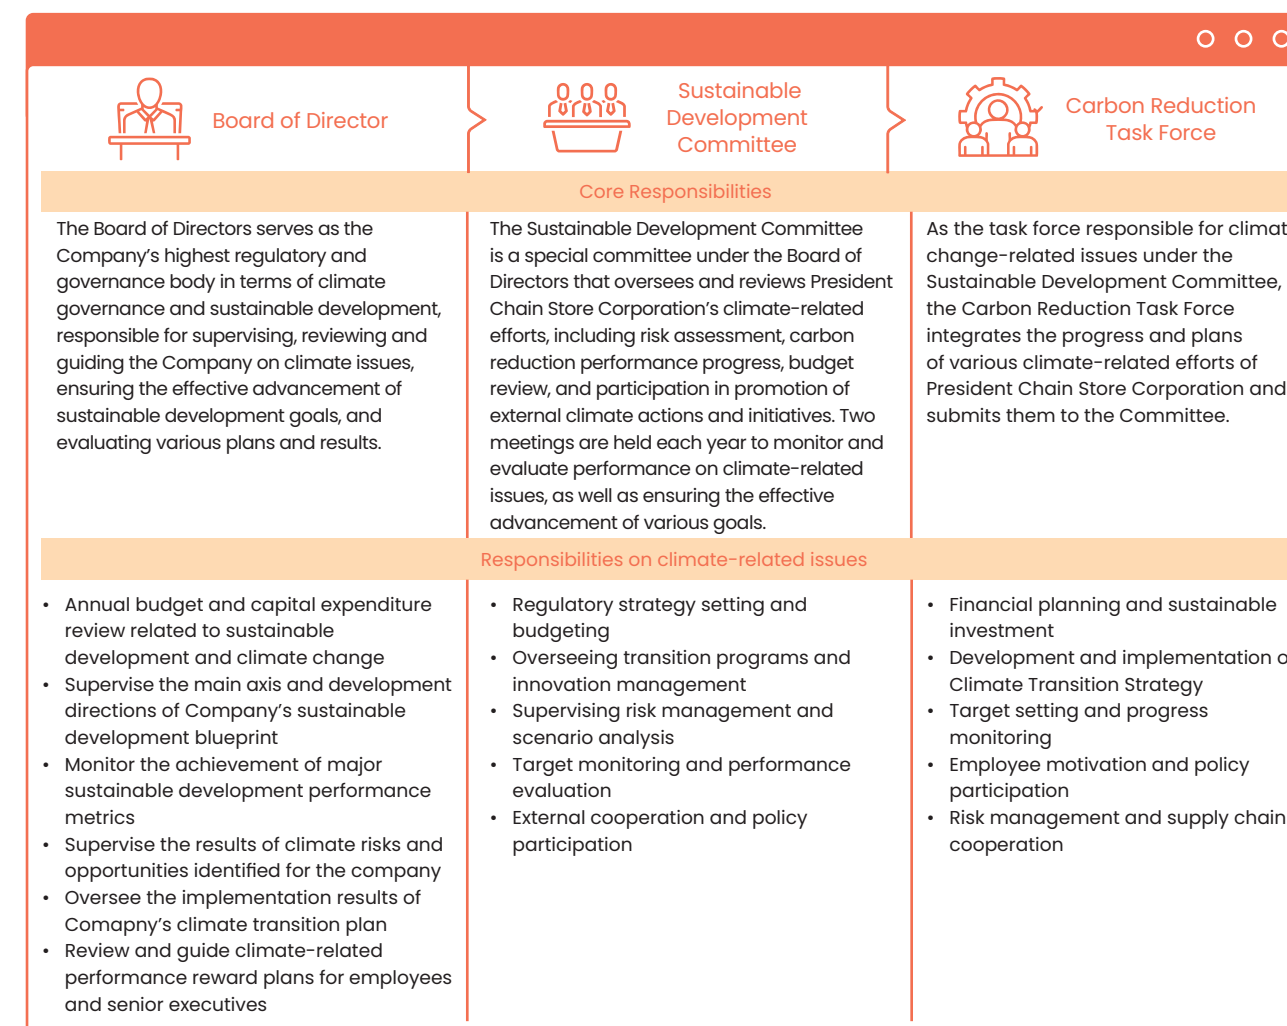 Board of Director
Sustainable
Development
Committee
Carbon Reduction
Task Force
Core Responsibilities
The Board of Directors serves as the
Company's highest regulatory and
governance body in terms of climate
governance and sustainable development,
responsible for supervising, reviewing and
guiding the Company on climate issues,
ensuring the effective advancement of
sustainable development goals, and
evaluating various plans and results.
The Sustainable Development Committee
is a special committee under the Board of
Directors that oversees and reviews President
Chain Store Corporation's climate-related
efforts, including risk assessment, carbon
reduction performance progress, budget
review, and participation in promotion of
external climate actions and initiatives. Two
meetings are held each year to monitor and
evaluate performance on climate-related
issues, as well as ensuring the effective
advancement of various goals.
As the task force responsible for climat
change-related issues under the
Sustainable Development Committee,
the Carbon Reduction Task Force
integrates the progress and plans
of various climate-related efforts of
President Chain Store Corporation and
submits them to the Committee.
Responsibilities on climate-related issues
• Annual budget and capital expenditure
review related to sustainable
development and climate change
• Supervise the main axis and development
directions of Company's sustainable
development blueprint
• Monitor the achievement of major
sustainable development performance
metrics
• Supervise the results of climate risks and
opportunities identified for the company
• Oversee the implementation results of
Comapny's climate transition plan
• Review and guide climate-related
performance reward plans for employees
and senior executives
• Regulatory strategy setting and
budgeting
• Overseeing transition programs and
innovation management
• Supervising risk management and
scenario analysis
• Target monitoring and performance
evaluation
• External cooperation and policy
participation
• Financial planning and sustainable
investment
• Development and implementation o
Climate Transition Strategy
• Target setting and progress
monitoring
• Employee motivation and policy
participation
• Risk management and supply chain
cooperation